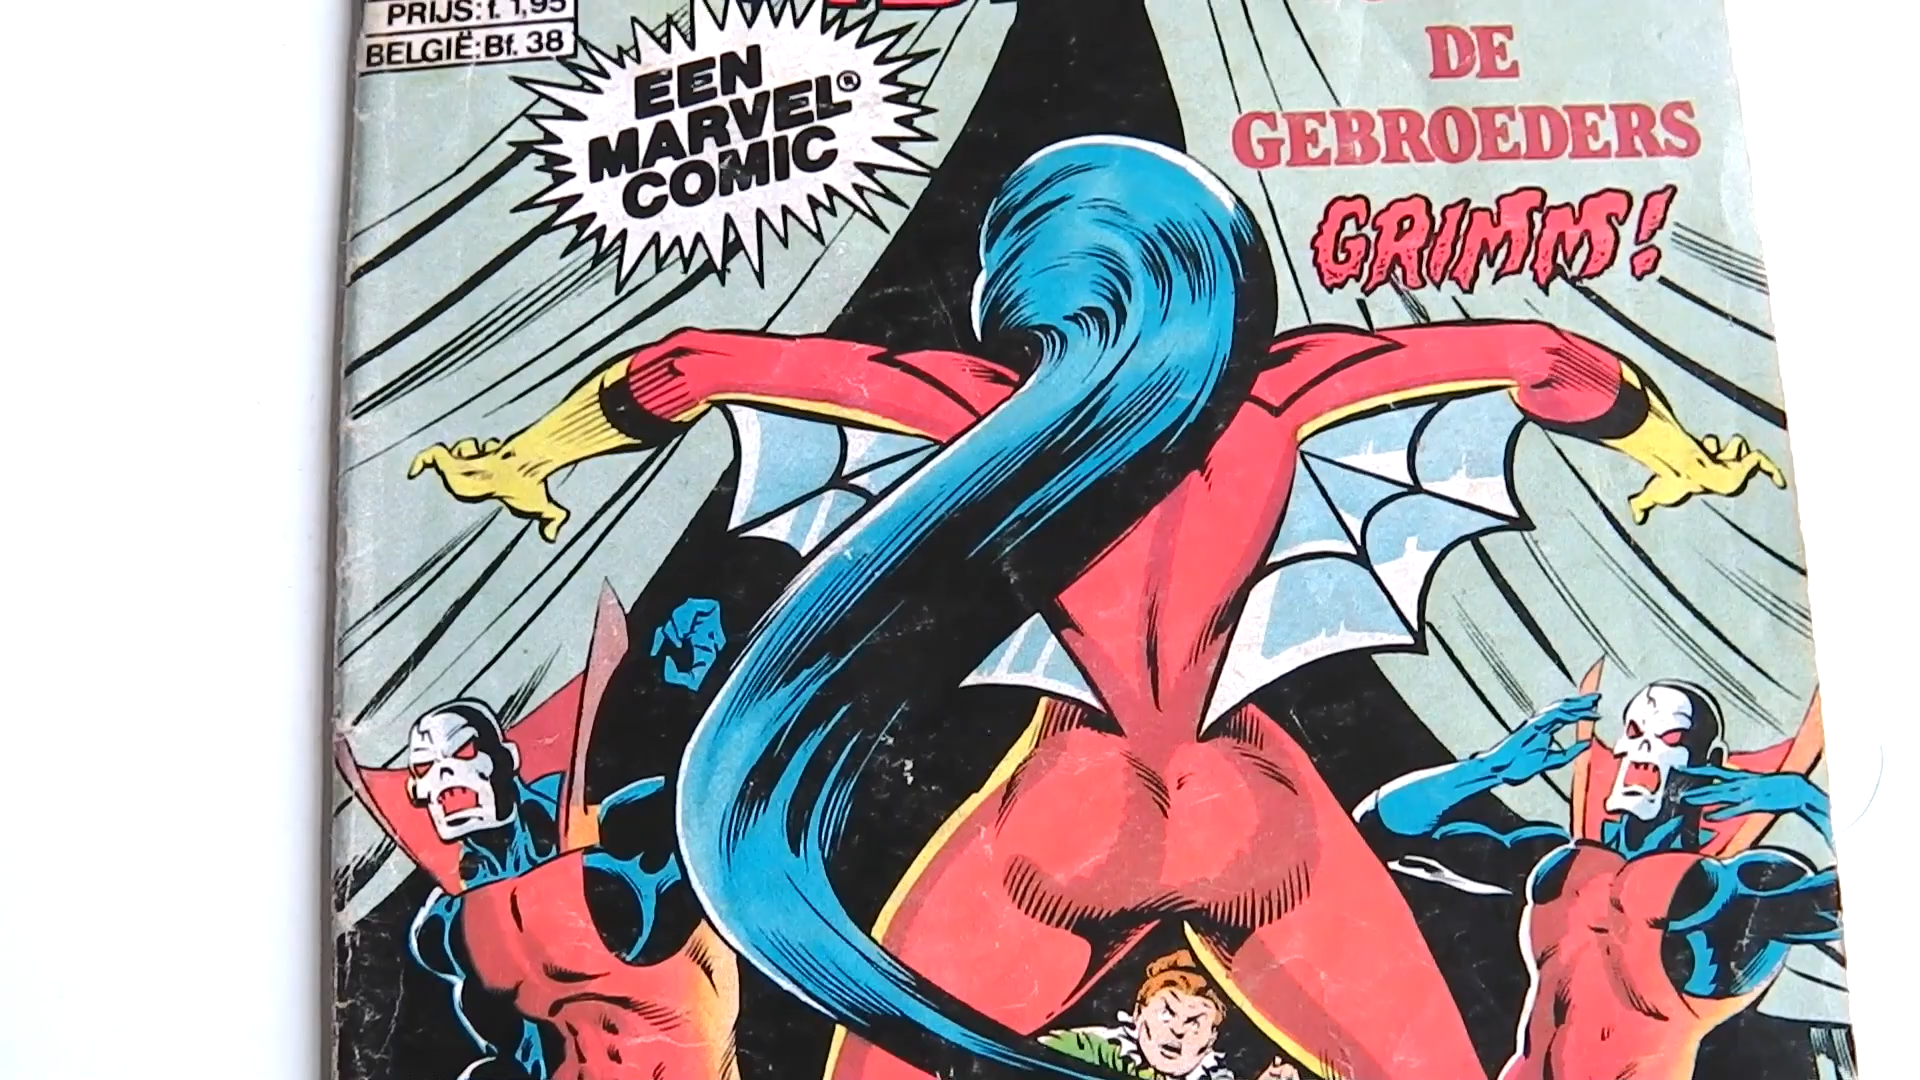 PRIJS: f. 1,95
BELGIË: Bf. 38
EEN
MARVEL®
COMIC
DE
GEBROEDERS
GRIMM!